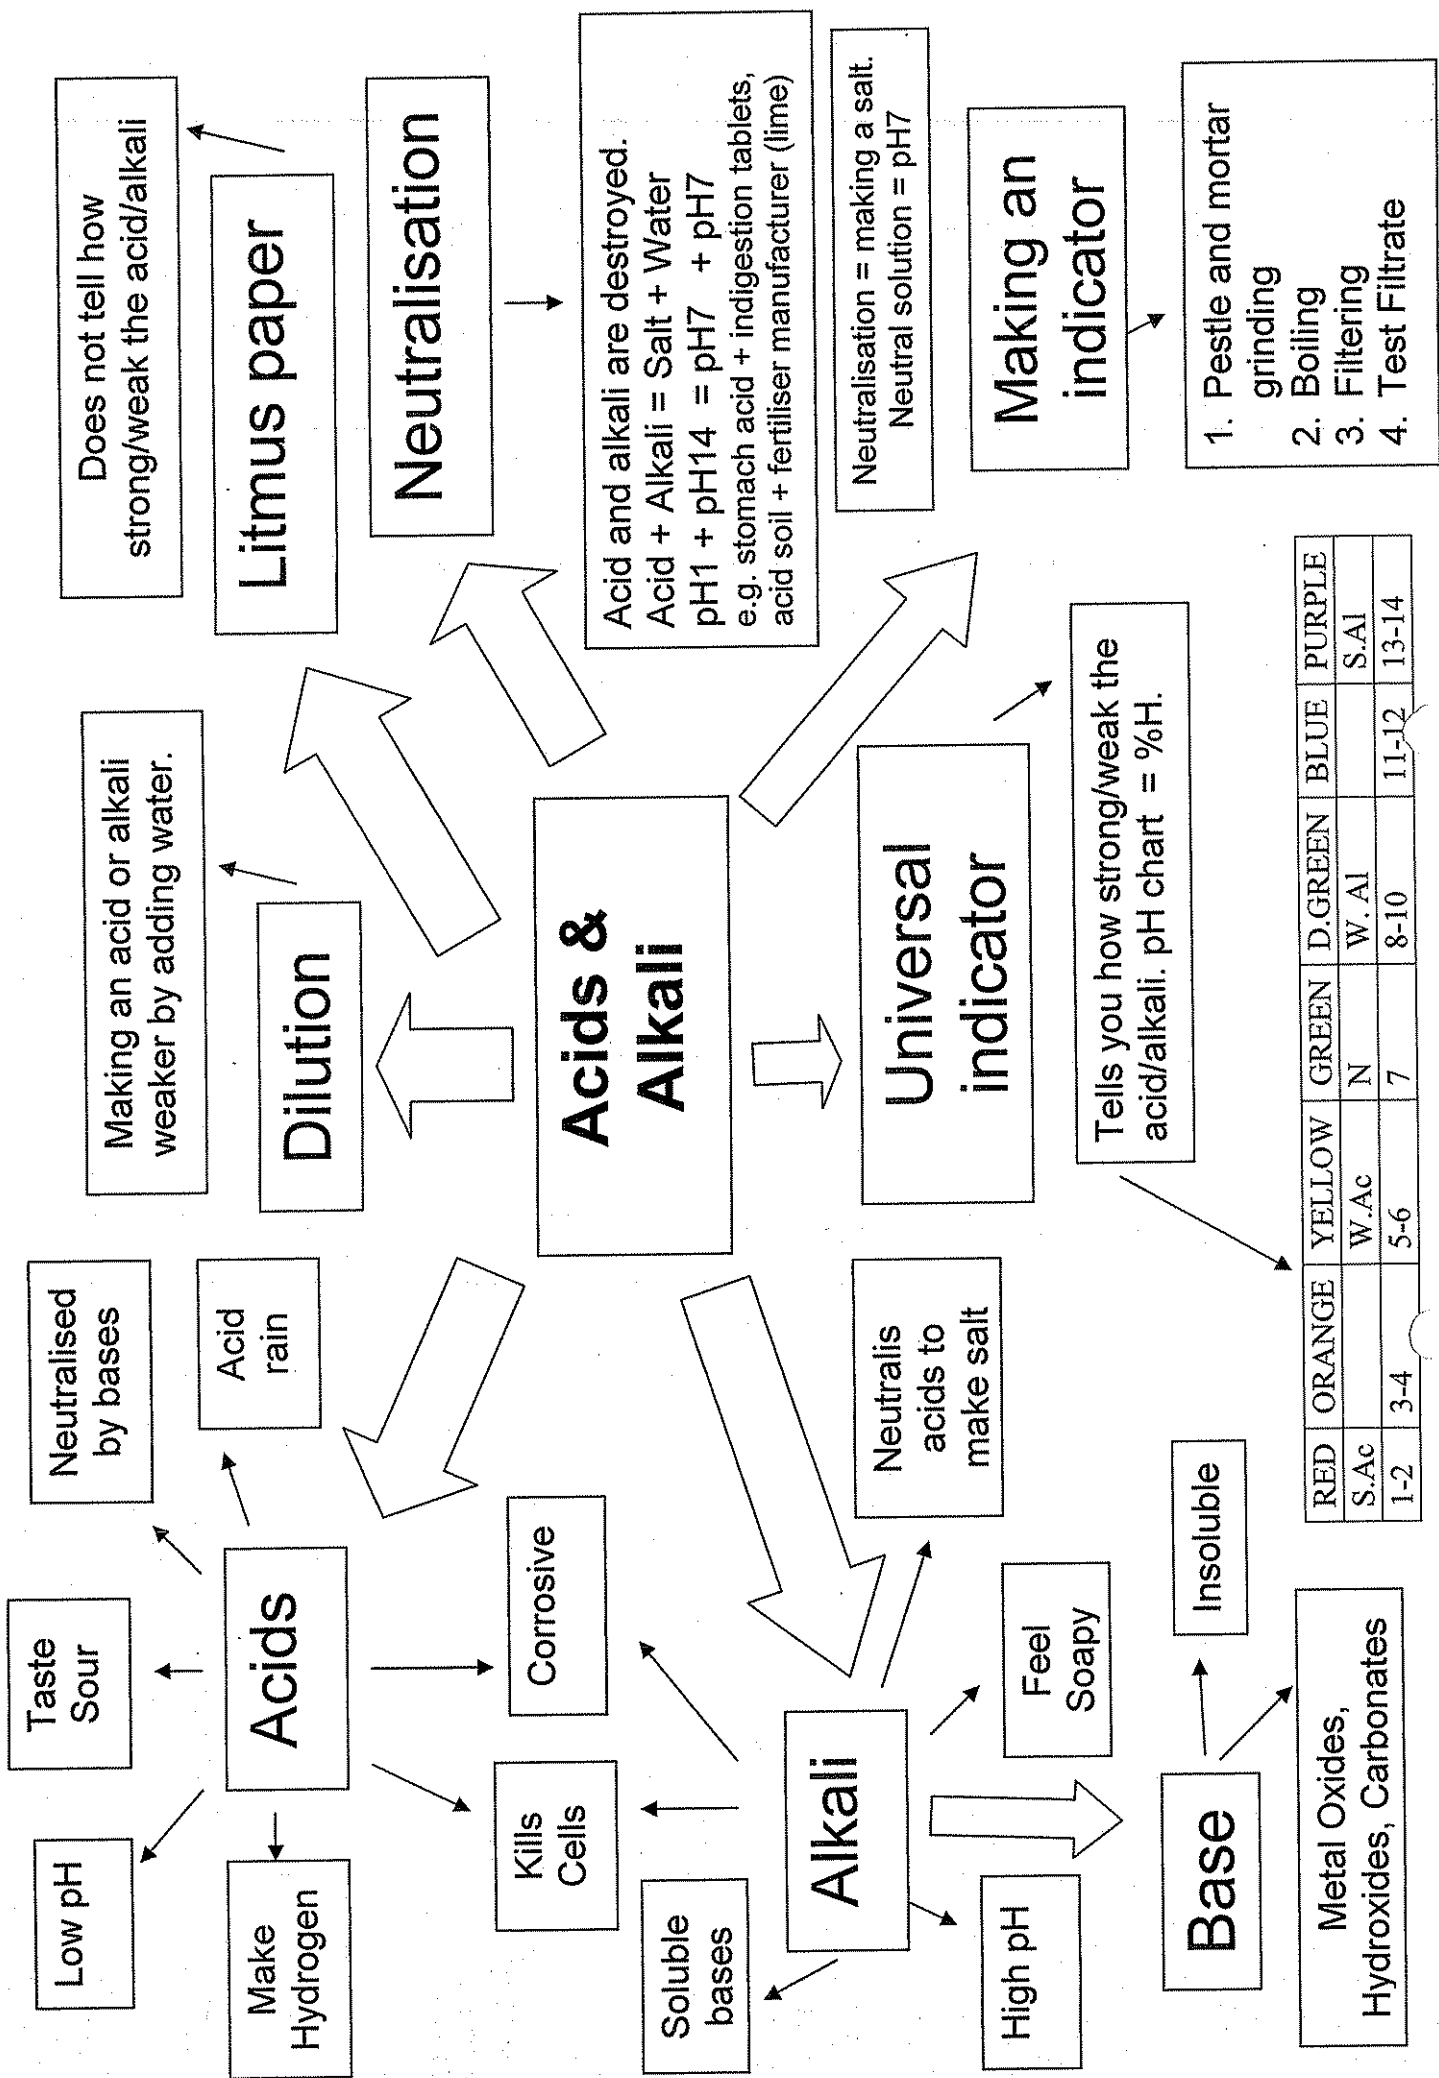 Low pH
Taste
Sour
Neutralised
by bases
Making an acid or alkali
weaker by adding water.
Does not tell how
strong/weak the acid/alkali
Make
Hydrogen
Acids
Acid
rain
Dilution
Litmus paper
Neutralisation
Kills
Cells
Corrosive
Acids &
Alkali
Acid and alkali are destroyed.
Acid + Alkali = Salt + Water
pH1 + pH14 = pH7 + pH7
e.g. stomach acid + indigestion tablets,
acid soil + fertiliser manufacturer (lime)
Soluble
bases
Alkali
Neutralis
acids to
make salt
Universal
indicator
Neutralisation = making a salt.
Neutral solution = pH7
High pH
Feel
Soapy
Tells you how strong/weak the
acid/alkali. pH chart = %H.
Making an
indicator
Base
Insoluble
1. Pestle and mortar
grinding
2. Boiling
3. Filtering
4. Test Filtrate
Metal Oxides,
Hydroxides, Carbonates
RED ORANGE YELLOW GREEN D.GREEN BLUE PURPLE
S.Ac W.Ac N W. Al S.Al
1-2 3-4 5-6 7 8-10 11-12 13-14